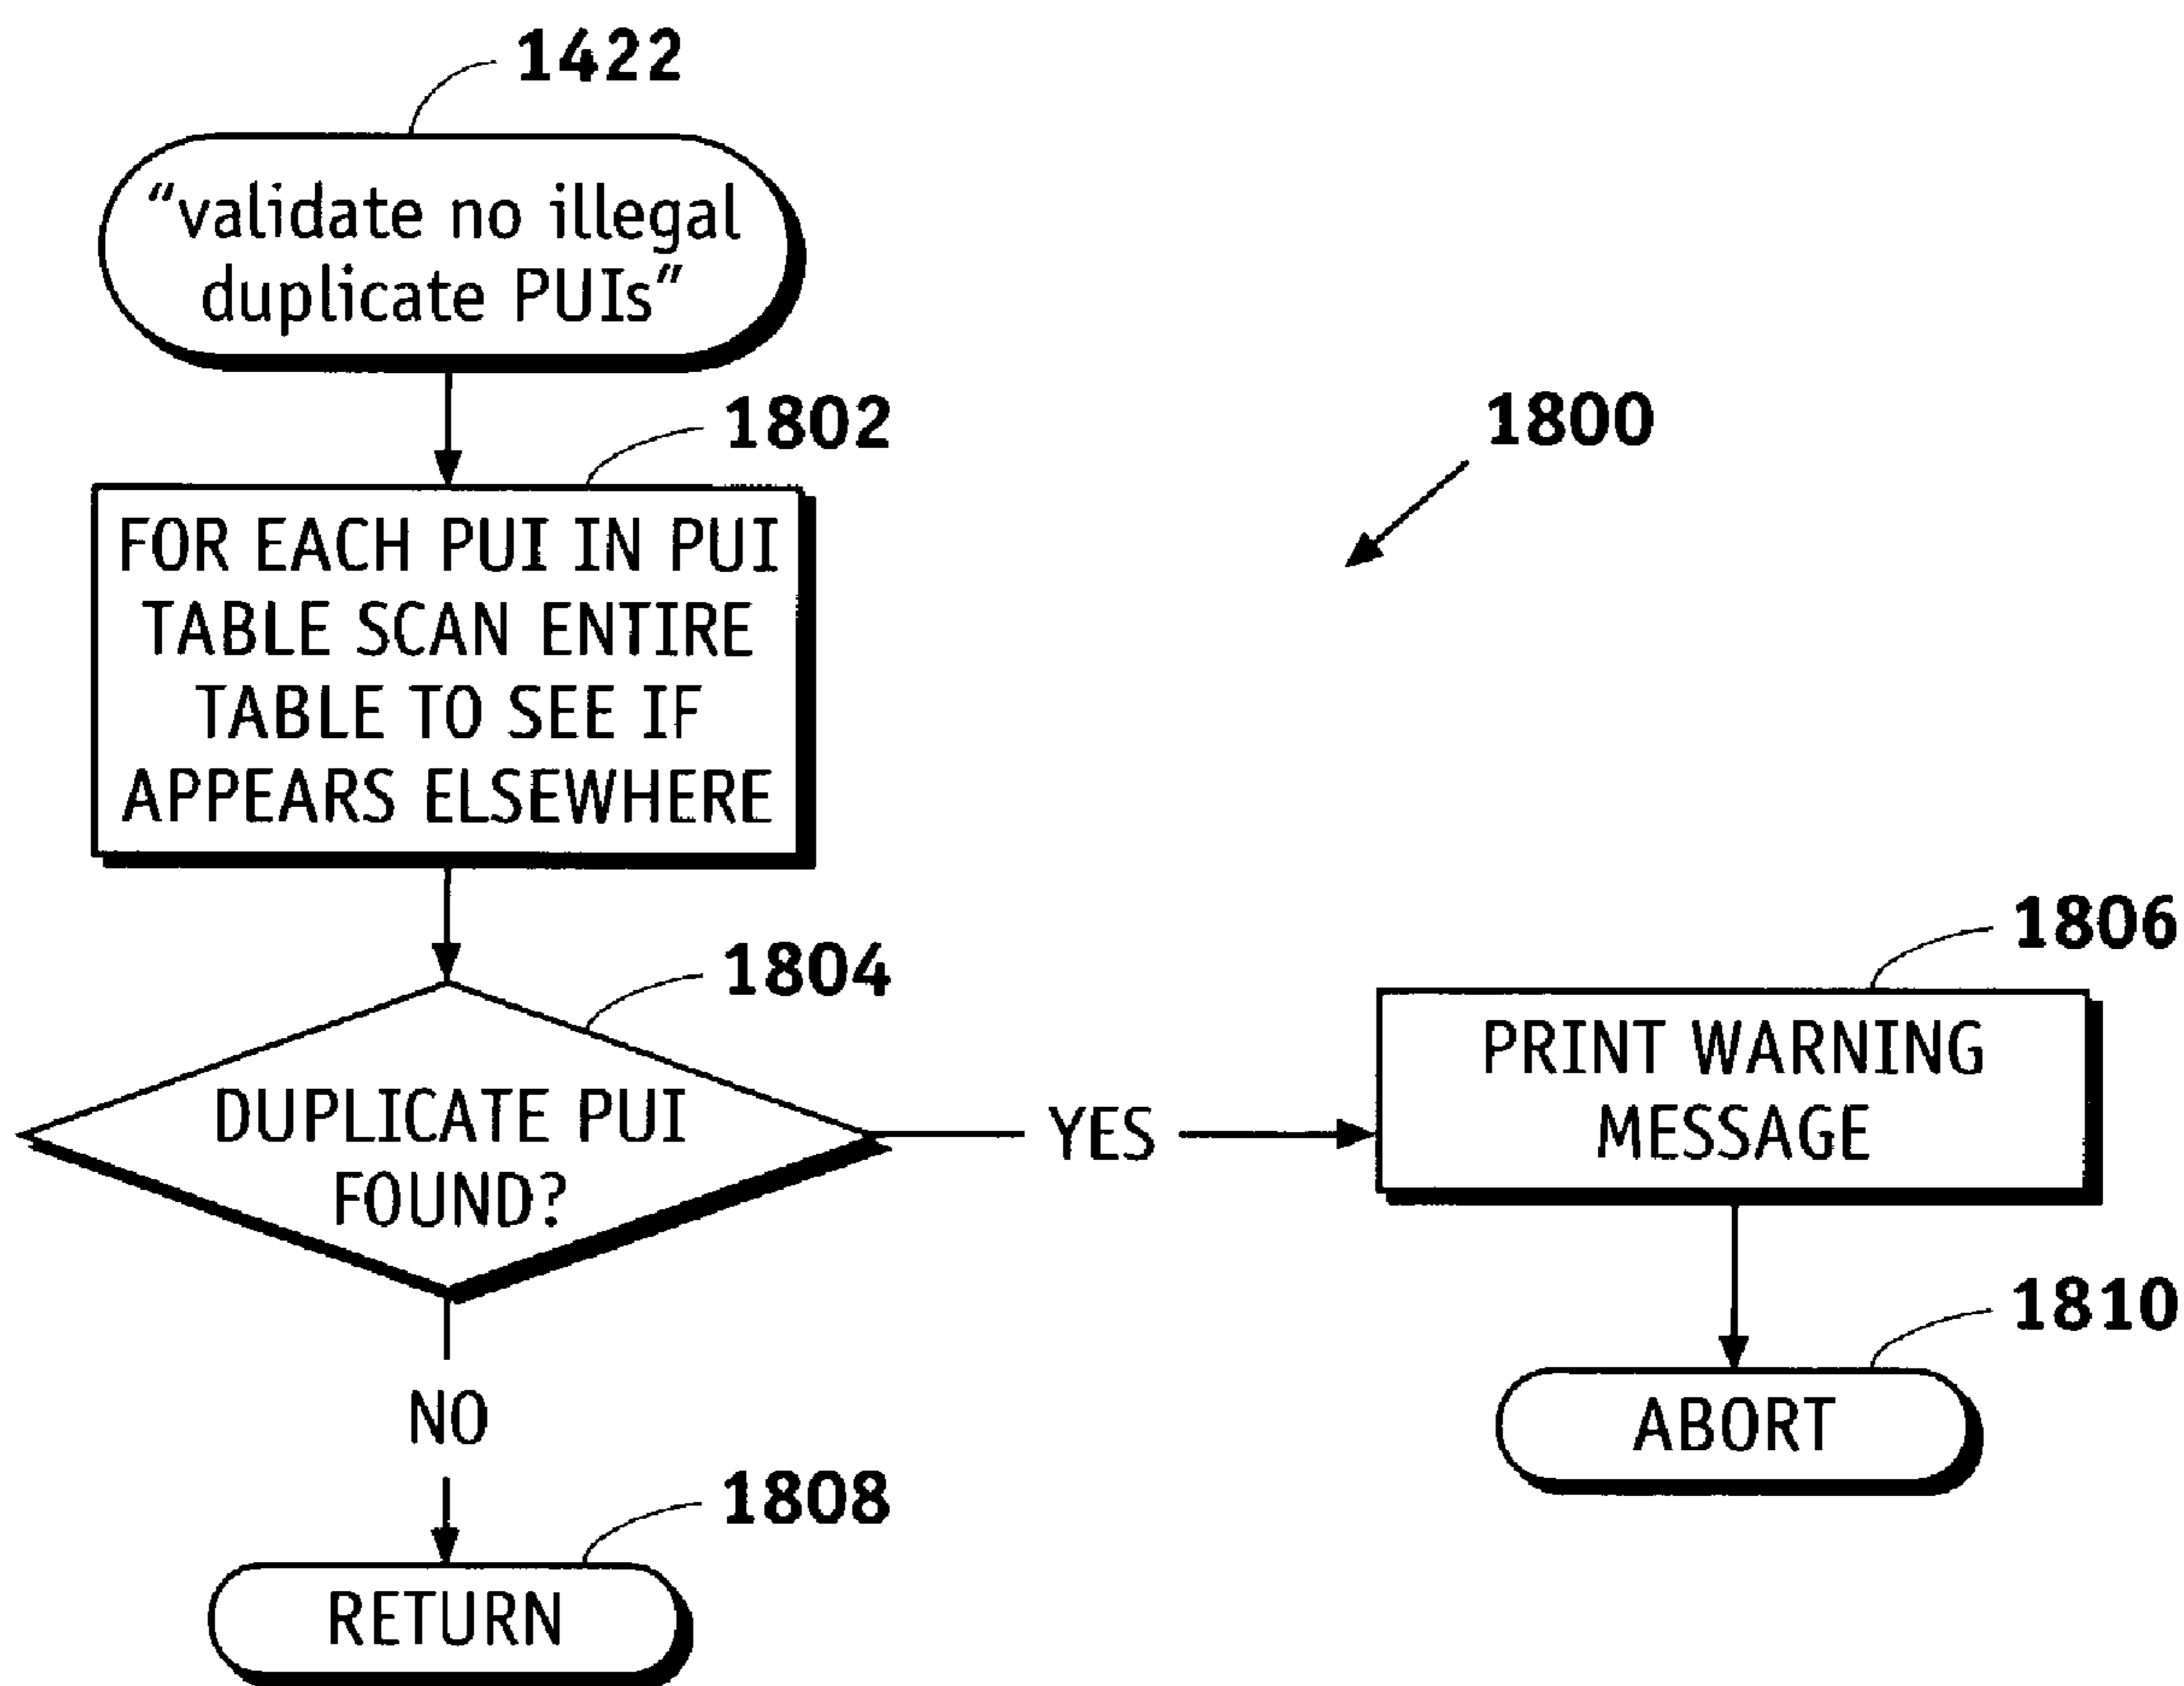 1422
“validate no illegal
duplicate PUIs”
1802
1800
FOR EACH PUI IN PUI
TABLE SCAN ENTIRE
TABLE TO SEE IF
APPEARS ELSEWHERE
1804
1806
DUPLICATE PUI
FOUND?
YES
PRINT WARNING
MESSAGE
1810
ABORT
NO
1808
RETURN